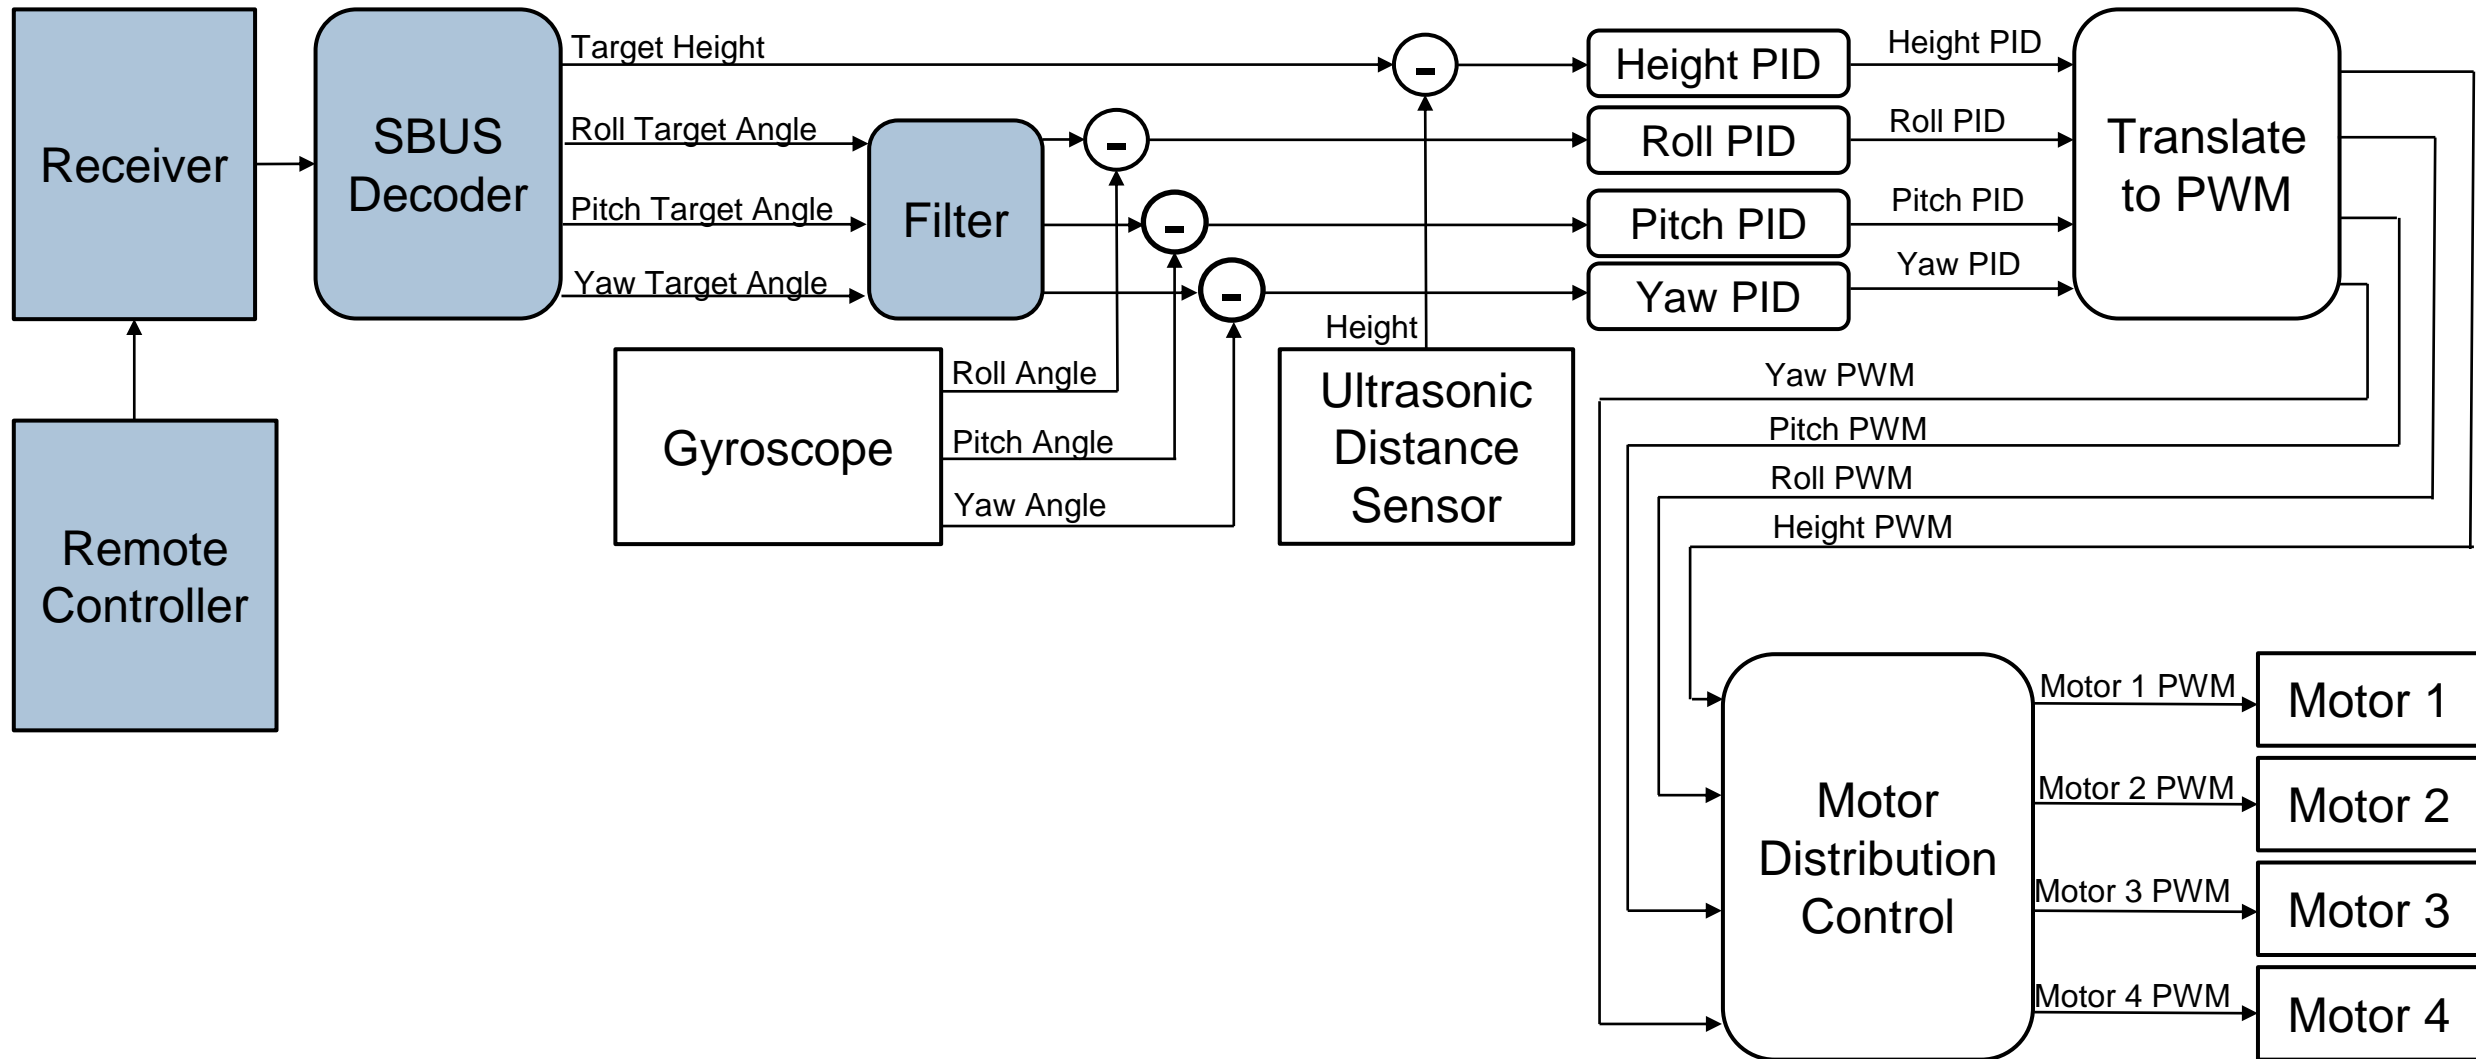 Receiver
SBUS
Decoder
Target Height
Roll Target Angle
Pitch Target Angle
Yaw Target Angle
Filter
-
-
-
-
Height PID
Roll PID
Pitch PID
Yaw PID
Height PID
Roll PID
Pitch PID
Yaw PID
Translate
to PWM
Remote
Controller
Gyroscope
Roll Angle
Pitch Angle
Yaw Angle
Height
Ultrasonic
Distance
Sensor
Yaw PWM
Pitch PWM
Roll PWM
Height PWM
Motor
Distribution
Control
Motor 1 PWM
Motor 2 PWM
Motor 3 PWM
Motor 4 PWM
Motor 1
Motor 2
Motor 3
Motor 4